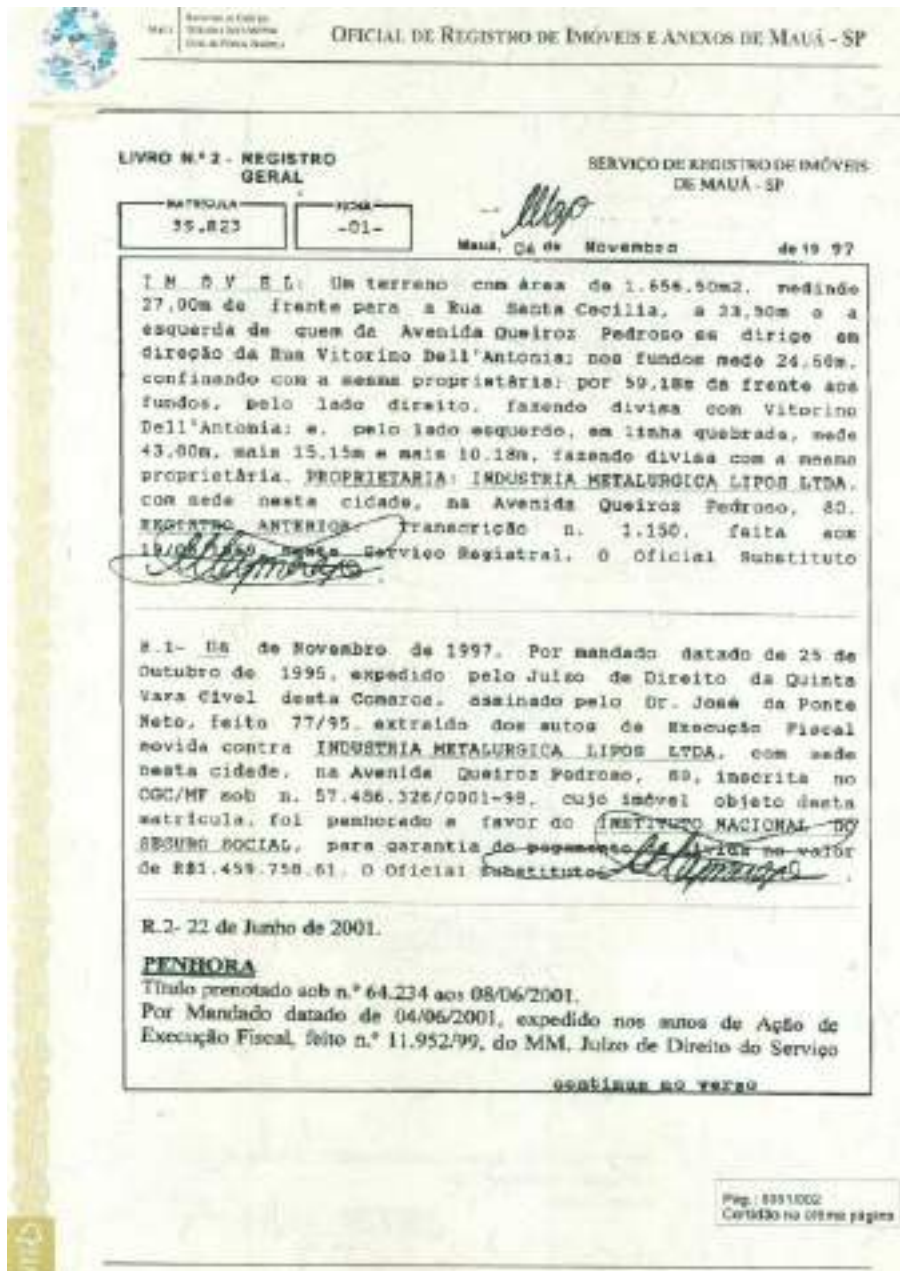 Mauá
OFICIAL DE REGISTRO DE IMÓVEIS E ANEXOS DE MAUÁ - SP
LIVRO N.º 2 - REGISTRO
GERAL
SERVIÇO DE REGISTRO DE IMÓVEIS
DE MAUÁ - SP
MATRÍCULA
FICHA
35.823
-01-
Mauá, 06 de Novembro de 19 97
I M Ó V E L: Um terreno com área de 1.656.50m2, medindo
27,00m de frente para a Rua Santa Cecilia, a 23,50m e a
esquerda de quem da Avenida Queiroz Pedroso se dirige em
direção da Rua Vitorino Dell'Antonia; nos fundos mede 24,60m,
confinando com a mesma proprietária; por 59,18m da frente aos
fundos, pelo lado direito, fazendo divisa com Vitorino
Dell'Antonia; e, pelo lado esquerdo, em linha quebrada, mede
43,00m, mais 15,15m e mais 10,18m, fazendo divisa com a mesma
proprietária. PROPRIETARIA: INDUSTRIA METALURGICA LIPOS LTDA,
com sede nesta cidade, na Avenida Queiros Pedroso, 80.
REGISTRO ANTERIOR: Transcrição n. 1.150, feita aos
neste Serviço Registral. O Oficial Substituto
R.1- 06 de Novembro de 1997. Por mandado datado de 25 de
Outubro de 1995, expedido pelo Juizo de Direito da Quinta
Vara Cível desta Comarca, assinado pelo Dr. José da Ponte
Neto, feito 77/95, extraido dos autos de Execução Fiscal
movida contra INDUSTRIA METALURGICA LIPOS LTDA, com sede
nesta cidade, na Avenida Queiroz Pedroso, 80, inscrita no
CGC/MF sob n. 57.486.326/0001-98, cujo imóvel objeto desta
matrícula, foi penhorado a favor do INSTITUTO NACIONAL DO
SEGURO SOCIAL, para garantia do pagamento dívida no valor
de R$1.459.758.61. O Oficial Substituto
R.2- 22 de Junho de 2001.
PENHORA
Título prenotado sob n.º 64.234 aos 08/06/2001.
Por Mandado datado de 04/06/2001, expedido nos autos de Ação de
Execução Fiscal, feito n.º 11.952/99, do MM. Juízo de Direito do Serviço
continua no verso
Pág.: 0001/002
Certidão na última página